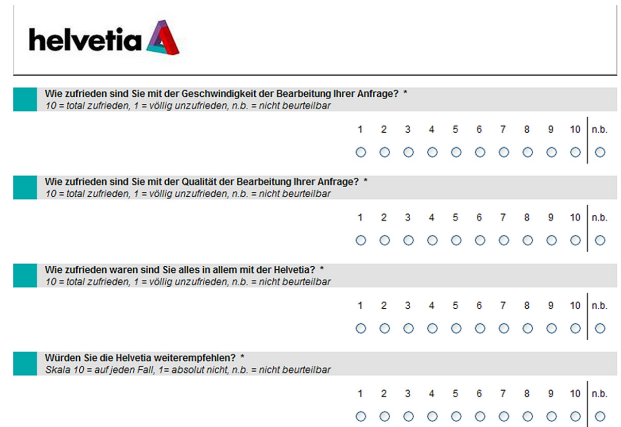 helvetia
Wie zufrieden sind Sie mit der Geschwindigkeit der Bearbeitung Ihrer Anfrage? *
10 = total zufrieden, 1 = völlig unzufrieden, n.b. = nicht beurteilbar
1 2 3 4 5 6 7 8 9 10 n.b.
Wie zufrieden sind Sie mit der Qualität der Bearbeitung Ihrer Anfrage? *
10 = total zufrieden, 1 = völlig unzufrieden, n.b. = nicht beurteilbar
1 2 3 4 5 6 7 8 9 10 n.b.
Wie zufrieden waren sind Sie alles in allem mit der Helvetia? *
10 = total zufrieden, 1 = völlig unzufrieden, n.b. = nicht beurteilbar
1 2 3 4 5 6 7 8 9 10 n.b.
Würden Sie die Helvetia weiterempfehlen? *
Skala 10 = auf jeden Fall, 1= absolut nicht, n.b. = nicht beurteilbar
1 2 3 4 5 6 7 8 9 10 n.b.